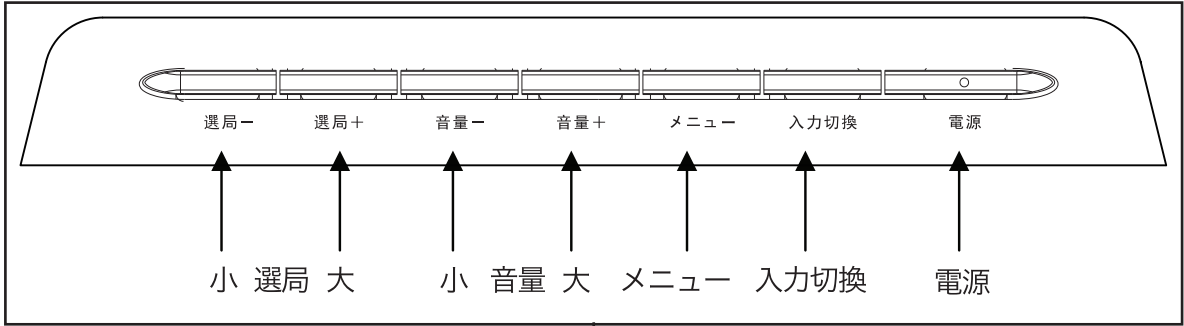 選局－ 選局＋ 音量－ 音量＋ メニュー 入力切換 電源
小 選局 大 小 音量 大 メニュー 入力切換 電源